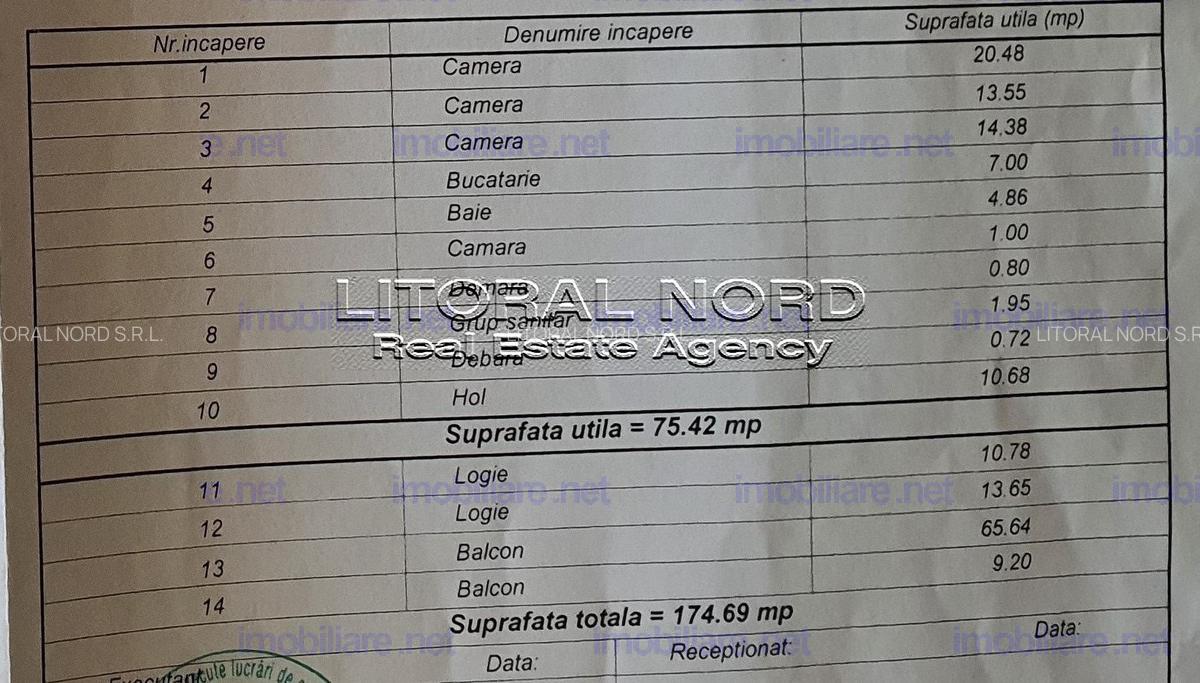 Nr.incapere Denumire incapere Suprafata utila (mp)
1 Camera 20.48
2 Camera 13.55
3 Camera 14.38
4 Bucatarie 7.00
5 Baie 4.86
6 Camara 1.00
7 0.80
8 Grup sanitar 1.95
9 Debara 0.72
10 Hol 10.68
Suprafata utila = 75.42 mp
11 Logie 10.78
12 Logie 13.65
13 Balcon 65.64
14 Balcon 9.20
Suprafata totala = 174.69 mp
Data: Receptionat: Data:
Executant
lucrări de
LITORAL NORD
Real Estate Agency
LITORAL NORD S.R.L.
imobiliare.net